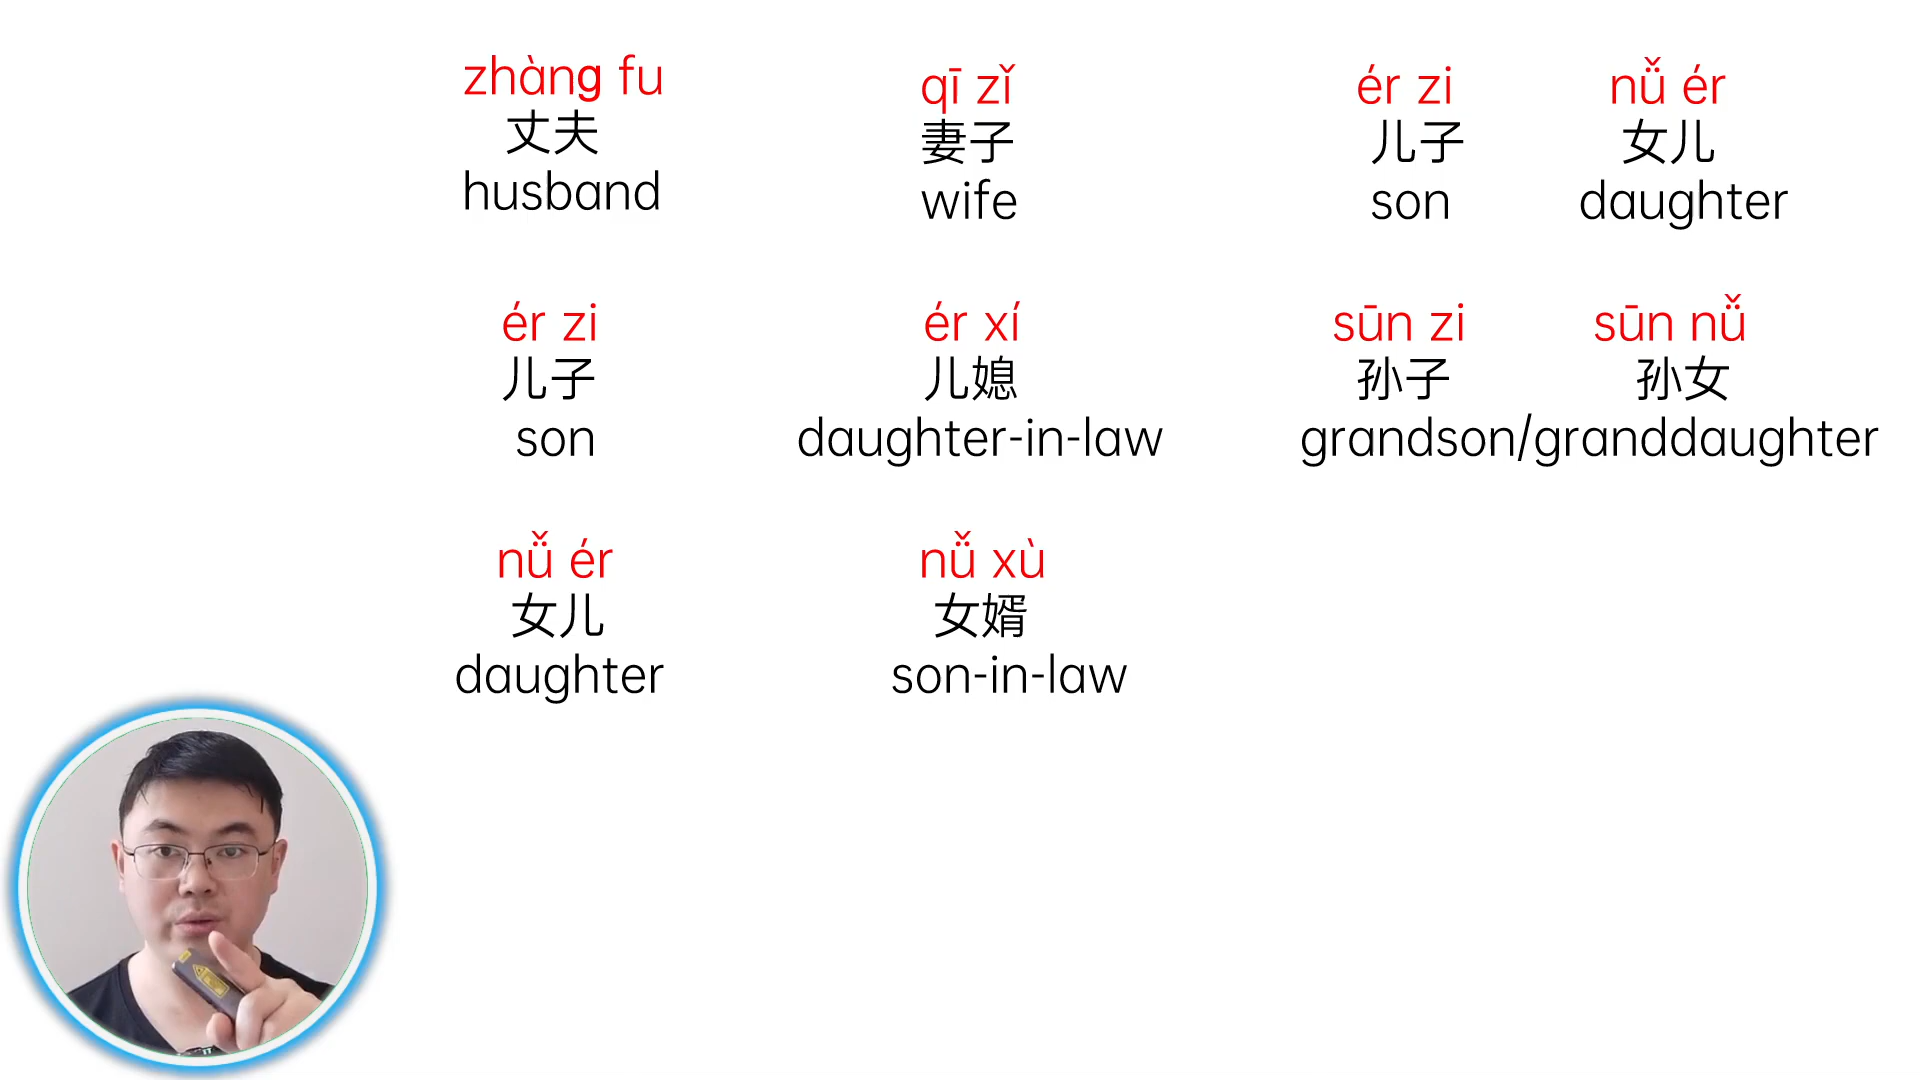 zhàng fu
丈夫
husband
qī zǐ
妻子
wife
ér zi
儿子
son
nǚ ér
女儿
daughter
ér zi
儿子
son
ér xí
儿媳
daughter-in-law
sūn zi sūn nǚ
孙子 孙女
grandson/granddaughter
nǚ ér
女儿
daughter
nǚ xù
女婿
son-in-law